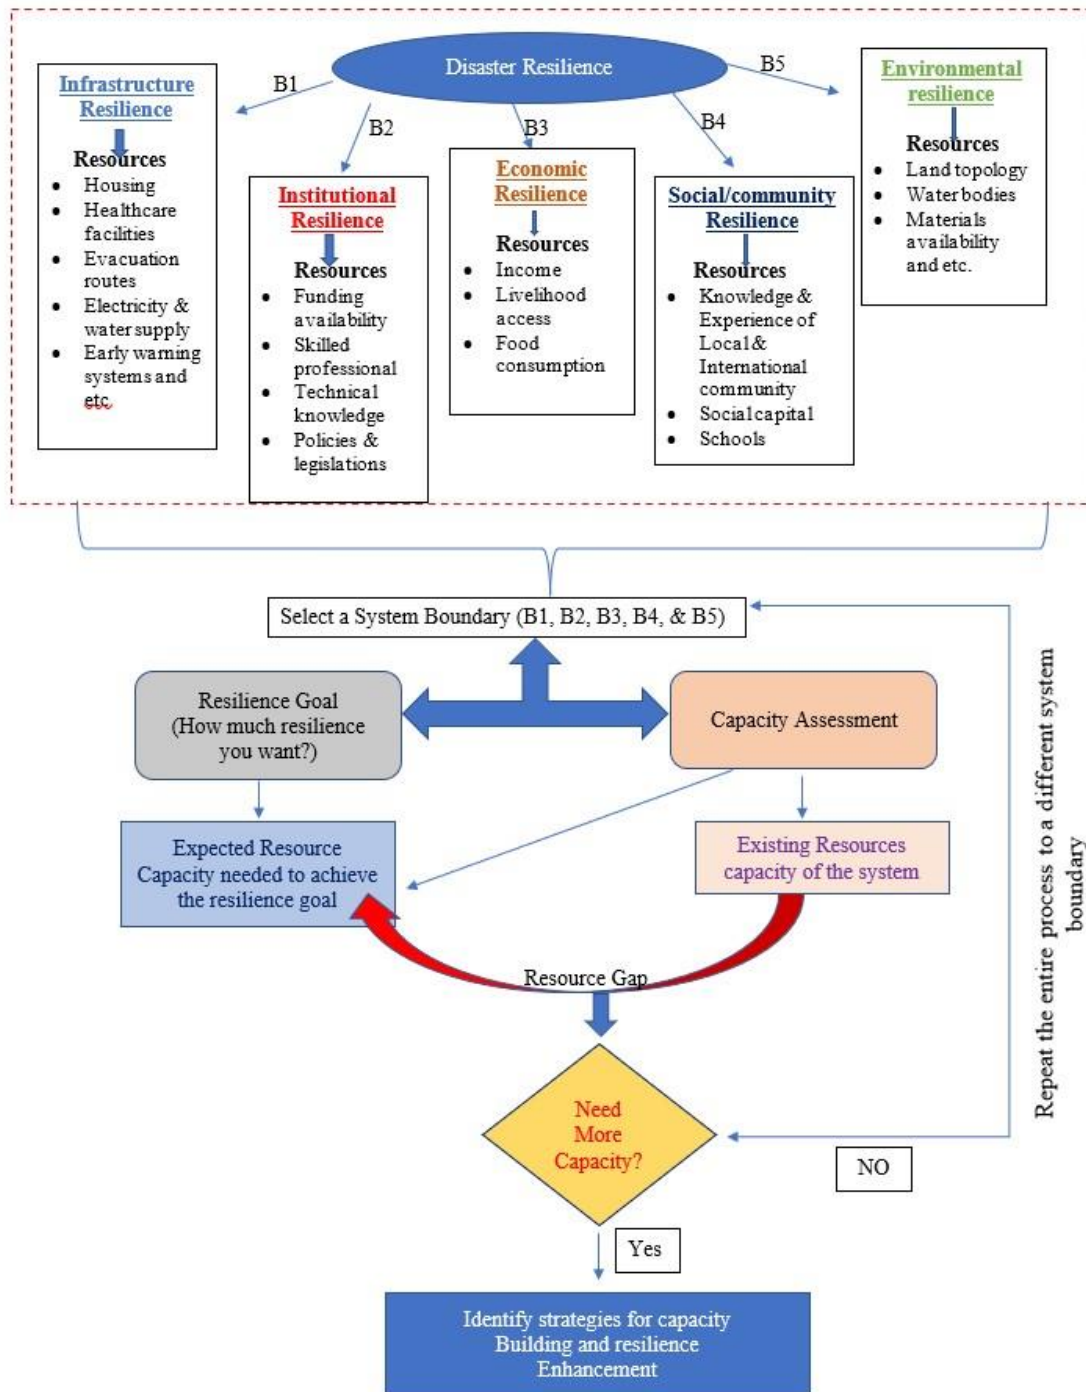 Disaster Resilience
B1
B2
B3
B4
B5
Infrastructure
Resilience
Resources
• Housing
• Healthcare
facilities
• Evacuation
routes
• Electricity &
water supply
• Early warning
systems and
etc
Institutional
Resilience
Resources
• Funding
availability
• Skilled
professional
• Technical
knowledge
• Policies &
legislations
Economic
Resilience
Resources
• Income
• Livelihood
access
• Food
consumption
Social/community
Resilience
Resources
• Knowledge &
Experience of
Local &
International
community
• Social capital
• Schools
Environmental
resilience
Resources
• Land topology
• Water bodies
• Materials
availability
and etc.
Select a System Boundary (B1, B2, B3, B4, & B5)
Resilience Goal
(How much resilience
you want?)
Capacity Assessment
Expected Resource
Capacity needed to achieve
the resilience goal
Existing Resources
capacity of the system
Resource Gap
Need
More
Capacity?
NO
Yes
Identify strategies for capacity
Building and resilience
Enhancement
Repeat the entire process to a different system
boundary